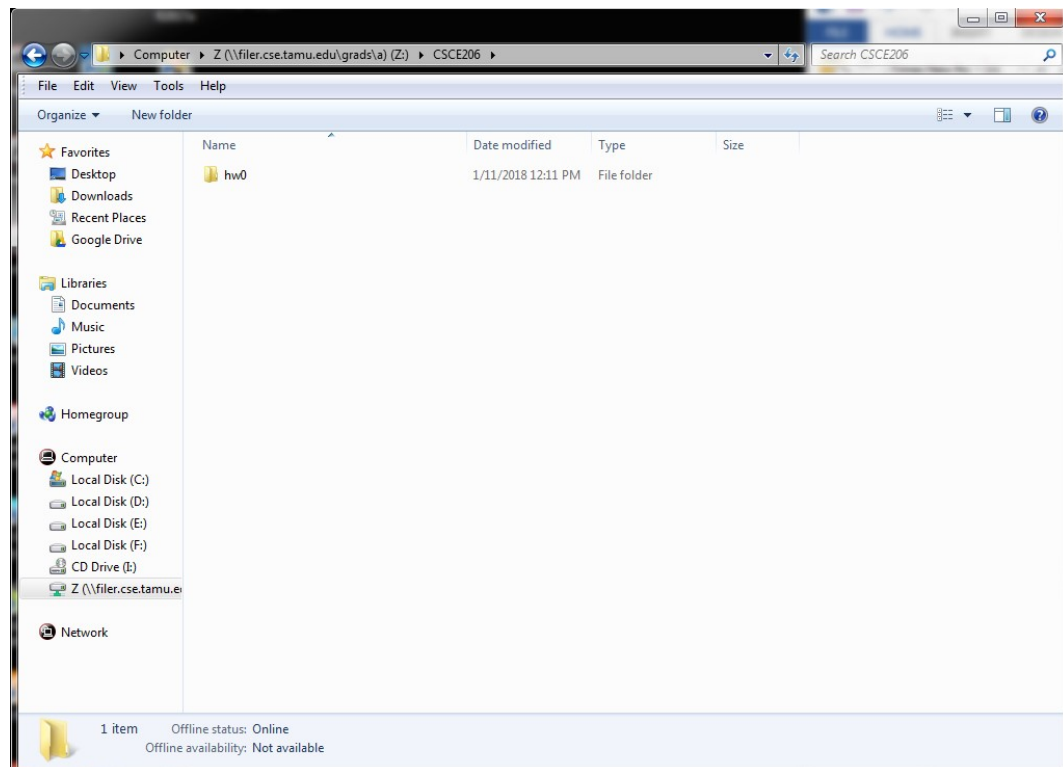 Computer ▸ Z (\\filer.cse.tamu.edu\grads\a) (Z:) ▸ CSCE206 ▸
Search CSCE206
File Edit View Tools Help
Organize ▾ New folder
Name Date modified Type Size
hw0 1/11/2018 12:11 PM File folder
Favorites
Desktop
Downloads
Recent Places
Google Drive
Libraries
Documents
Music
Pictures
Videos
Homegroup
Computer
Local Disk (C:)
Local Disk (D:)
Local Disk (E:)
Local Disk (F:)
CD Drive (I:)
Z (\\filer.cse.tamu.e
Network
1 item Offline status: Online
Offline availability: Not available